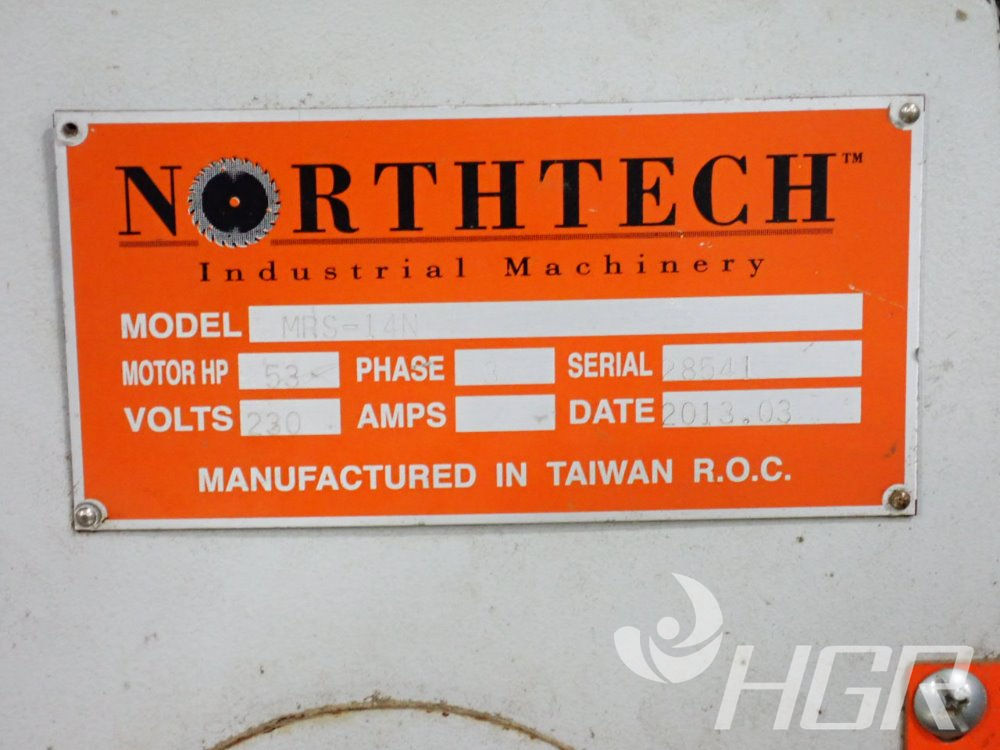 NORTHTECH™
Industrial Machinery
MODEL MRS-14N
MOTOR HP 53 PHASE 3 SERIAL 28541
VOLTS 230 AMPS DATE 2013.03
MANUFACTURED IN TAIWAN R.O.C.
HGR